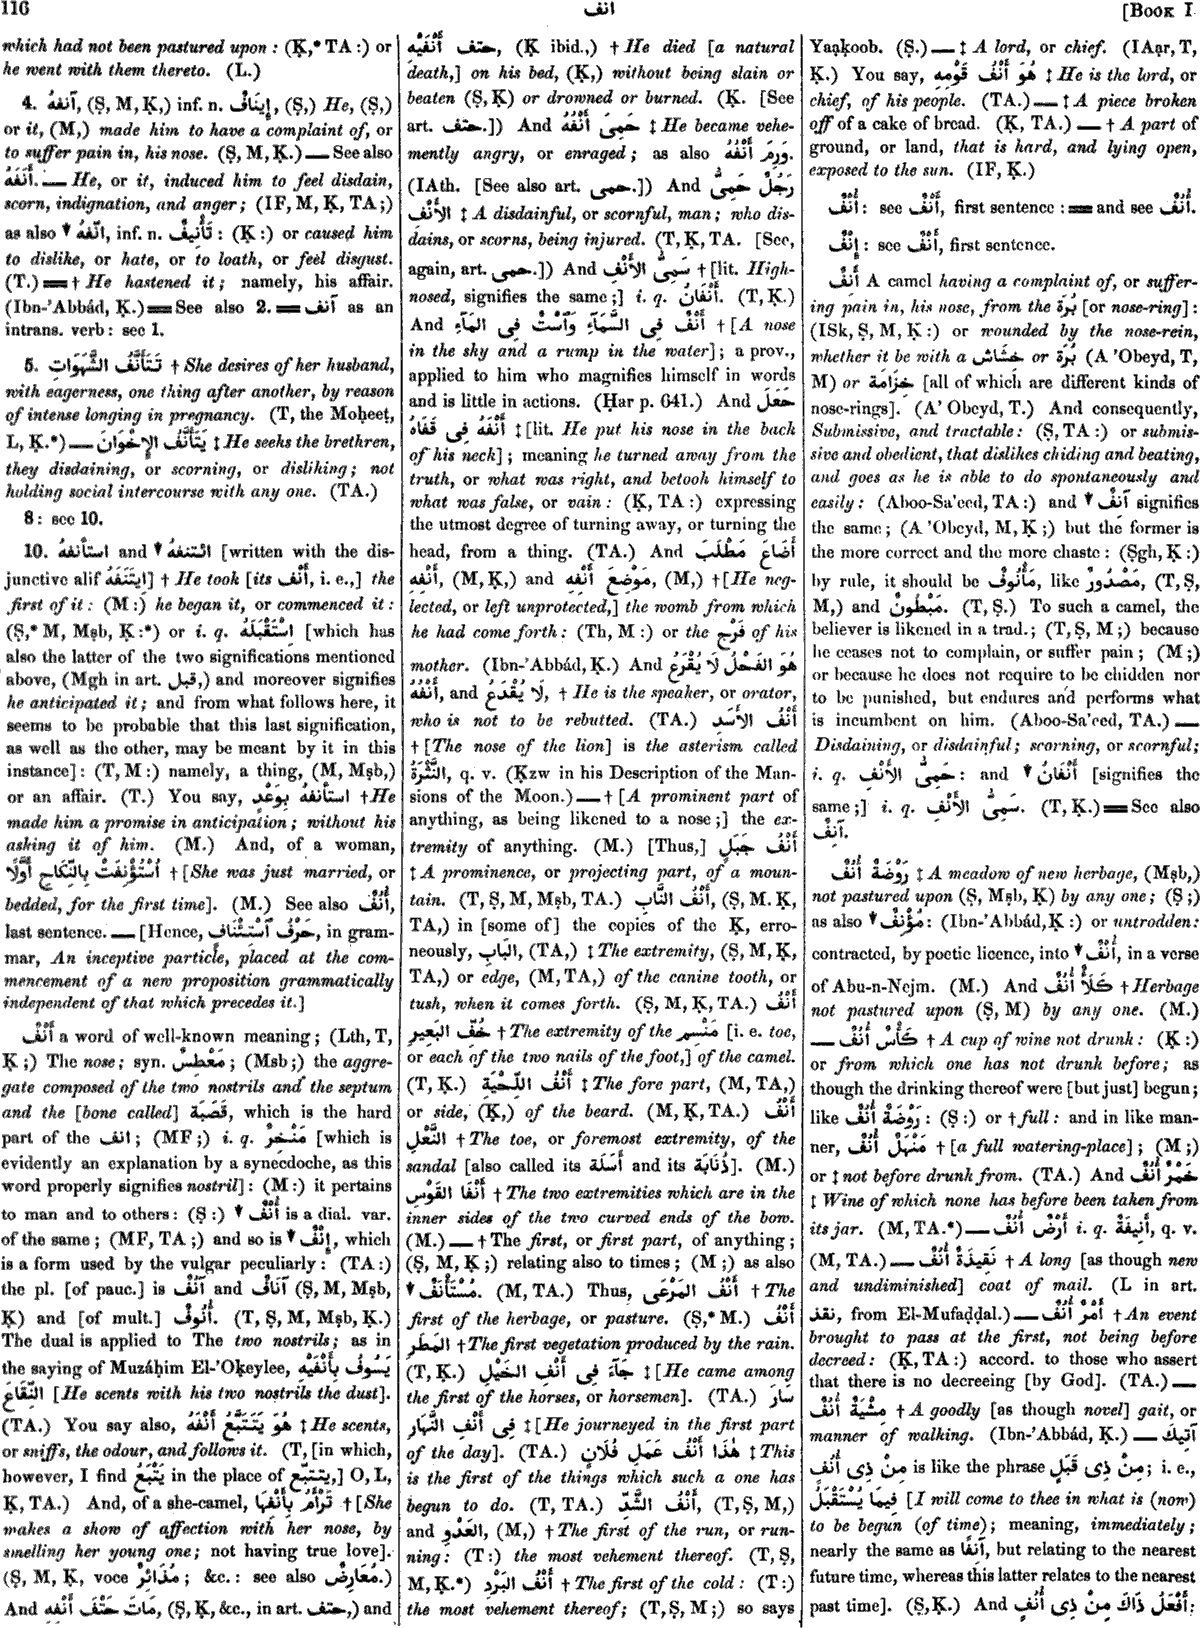 116
انف
[BOOK I
which had not been pastured upon : (Ḳ,* TA :) or
he went with them thereto. (L.)
4. آنفهُ, (Ṣ, M, Ḳ,) inf. n. إِينَافٌ, (Ṣ,) He, (Ṣ,)
or it, (M,) made him to have a complaint of, or
to suffer pain in, his nose. (Ṣ, M, Ḳ.) — See also
أَنَفَهُ. — He, or it, induced him to feel disdain,
scorn, indignation, and anger; (IF, M, Ḳ, TA;)
as also ▼ أنّفهُ, inf. n. تَأْنِيفٌ : (Ḳ :) or caused him
to dislike, or hate, or to loath, or feel disgust.
(T.) = † He hastened it; namely, his affair.
(Ibn-'Abbád, Ḳ.) = See also 2. = آنف as an
intrans. verb: see 1.
5. تَتَأَنَّفُ الشَّهَوَاتِ † She desires of her husband,
with eagerness, one thing after another, by reason
of intense longing in pregnancy. (T, the Moḥeeṭ,
L, Ḳ.*) — يَتَأَنَّفُ الإِخْوَانَ ‡ He seeks the brethren,
they disdaining, or scorning, or disliking; not
holding social intercourse with any one. (TA.)
8: see 10.
10. استأنفهُ and ▼ ائتنفهُ [written with the dis-
junctive alif اِيتَنَفَهُ] † He took [its أَنْف, i. e.,] the
first of it: (M :) he began it, or commenced it:
(Ṣ,* M, Mṣb, Ḳ:*) or i. q. اِسْتَقْبَلَهُ [which has
also the latter of the two significations mentioned
above, (Mgh in art. قبل,) and moreover signifies
he anticipated it; and from what follows here, it
seems to be probable that this last signification,
as well as the other, may be meant by it in this
instance]: (T, M :) namely, a thing, (M, Mṣb,)
or an affair. (T.) You say, استأنفهُ بِوَعْدٍ † He
made him a promise in anticipation; without his
asking it of him. (M.) And, of a woman,
اُسْتُؤْنِفَتْ بِالنِّكَاحِ أَوَّلًا † [She was just married, or
bedded, for the first time]. (M.) See also أَنْفٌ,
last sentence. — [Hence, حَرْفُ ٱسْتِئْنَافٍ, in gram-
mar, An inceptive particle, placed at the com-
mencement of a new proposition grammatically
independent of that which precedes it.]
أَنْفٌ a word of well-known meaning; (Lth, T,
Ḳ;) The nose; syn. مَعْطِسٌ; (Mṣb;) the aggre-
gate composed of the two nostrils and the septum
and the [bone called] قَصَبَة, which is the hard
part of the انف; (MF;) i. q. مَنْخِرٌ [which is
evidently an explanation by a synecdoche, as this
word properly signifies nostril]: (M :) it pertains
to man and to others: (Ṣ :) ▼ أُنْفٌ is a dial. var.
of the same; (MF, TA;) and so is ▼ إِنْفٌ, which
is a form used by the vulgar peculiarly: (TA :)
the pl. [of pauc.] is آنُفٌ and آنَافٌ (Ṣ, M, Mṣb,
Ḳ) and [of mult.] أُنُوفٌ. (T, Ṣ, M, Mṣb, Ḳ.)
The dual is applied to The two nostrils; as in
the saying of Muzáḥim El-'Oḳeylee, يَسُوفُ بِأَنْفَيْهِ
النِّقَاعَ [He scents with his two nostrils the dust].
(TA.) You say also, هُوَ يَتَتَبَّعُ أَنْفَهُ ‡ He scents,
or sniffs, the odour, and follows it. (T, [in which,
however, I find يَتْبَعُ in the place of يتتبّع,] O, L,
Ḳ, TA.) And, of a she-camel, تَرْأَمُ بِأَنْفِهَا † [She
makes a show of affection with her nose, by
smelling her young one; not having true love].
(Ṣ, M, Ḳ, voce مَذَائِرُ; &c.: see also مُعَارِضٌ.)
And مَاتَ حَتْفَ أَنْفِهِ, (Ṣ, Ḳ, &c., in art. حتف,) and
حتف أَنْفَيْهِ, (Ḳ ibid.,) † He died [a natural
death,] on his bed, (Ḳ,) without being slain or
beaten (Ṣ, Ḳ) or drowned or burned. (Ḳ. [See
art. حتف.]) And حَمِىَ أَنْفُهُ ‡ He became vehe-
mently angry, or enraged; as also وَرِمَ أَنْفُهُ.
(IAth. [See also art. حمى.]) And رَجُلٌ حَمِىُّ
الأَنْفِ ‡ A disdainful, or scornful, man; who dis-
dains, or scorns, being injured. (T, Ḳ, TA. [See,
again, art. حمى.]) And سَمِىُّ الأَنْفِ † [lit. High-
nosed, signifies the same;] i. q. أَنْفَانُ. (T, Ḳ.)
And أَنْفٌ فِى السَّمَآءِ وَٱسْتٌ فِى المَآءِ † [A nose
in the sky and a rump in the water]; a prov.,
applied to him who magnifies himself in words
and is little in actions. (Ḥar p. 641.) And جَعَلَ
أَنْفَهُ فِى قَفَاهُ ‡ [lit. He put his nose in the back
of his neck]; meaning he turned away from the
truth, or what was right, and betook himself to
what was false, or vain: (Ḳ, TA :) expressing
the utmost degree of turning away, or turning the
head, from a thing. (TA.) And أَضَاعَ مَطْلَبَ
أَنْفِهِ, (M, Ḳ,) and مَوْضِعَ أَنْفِهِ, (M,) † [He neg-
lected, or left unprotected,] the womb from which
he had come forth: (Th, M :) or the فَرْج of his
mother. (Ibn-'Abbád, Ḳ.) And هُوَ الفَحْلُ لَا يُقْرَعُ
أَنْفُهُ, and لَا يُقْدَعُ, † He is the speaker, or orator,
who is not to be rebutted. (TA.) أَنْفُ الأَسَدِ
† [The nose of the lion] is the asterism called
النَّثْرَةُ, q. v. (Ḳzw in his Description of the Man-
sions of the Moon.) — † [A prominent part of
anything, as being likened to a nose;] the ex-
tremity of anything. (M.) [Thus,] أَنْفُ جَبَلٍ
‡ A prominence, or projecting part, of a moun-
tain. (T, Ṣ, M, Mṣb, TA.) أَنْفُ النَّابِ, (Ṣ, M. Ḳ,
TA,) in [some of] the copies of the Ḳ, erro-
neously, البَابِ, (TA,) ‡ The extremity, (Ṣ, M, Ḳ,
TA,) or edge, (M, TA,) of the canine tooth, or
tush, when it comes forth. (Ṣ, M, Ḳ, TA.) أَنْفُ
خُفِّ البَعِيرِ † The extremity of the مَنْسِم [i. e. toe,
or each of the two nails of the foot,] of the camel.
(T, Ḳ.) أَنْفُ اللِّحْيَةِ ‡ The fore part, (M, TA,)
or side, (Ḳ,) of the beard. (M, Ḳ, TA.) أَنْفُ
النَّعْلِ † The toe, or foremost extremity, of the
sandal [also called its أَسَلَة and its ذُنَابَة]. (M.)
أَنْفَا القَوْسِ † The two extremities which are in the
inner sides of the two curved ends of the bow.
(M.) — † The first, or first part, of anything;
(Ṣ, M, Ḳ;) relating also to times; (M;) as also
▼ مُسْتَأْنَفٌ. (M, TA.) Thus, أَنْفُ المَرْعَى † The
first of the herbage, or pasture. (Ṣ,* M.) أَنْفُ
المَطَرِ † The first vegetation produced by the rain.
(T, Ḳ.) جَآءَ فِى أَنْفِ الخَيْلِ ‡ [He came among
the first of the horses, or horsemen]. (TA.) سَارَ
فِى أَنْفِ النَّهَارِ ‡ [He journeyed in the first part
of the day]. (TA.) هٰذَا أَنْفُ عَمَلِ فُلَانٍ ‡ This
is the first of the things which such a one has
begun to do. (T, TA.) أَنْفُ الشَّدِّ, (T, Ṣ, M,)
and العَدْوِ, (M,) † The first of the run, or run-
ning: (T :) the most vehement thereof. (T, Ṣ,
M, Ḳ.*) أَنْفُ البَرْدِ † The first of the cold: (T :)
the most vehement thereof; (T, Ṣ, M;) so says
Yaaḳoob. (Ṣ.) — ‡ A lord, or chief. (IAạr, T,
Ḳ.) You say, هُوَ أَنْفُ قَوْمِهِ ‡ He is the lord, or
chief, of his people. (TA.) — ‡ A piece broken
off of a cake of bread. (Ḳ, TA.) — † A part of
ground, or land, that is hard, and lying open,
exposed to the sun. (IF, Ḳ.)
أُنْفٌ: see أَنْفٌ, first sentence : = and see أُنُفٌ.
إِنْفٌ: see أَنْفٌ, first sentence.
أَنِفٌ A camel having a complaint of, or suffer-
ing pain in, his nose, from the بُرَة [or nose-ring] :
(ISk, Ṣ, M, Ḳ :) or wounded by the nose-rein,
whether it be with a خِشَاش or بُرَة (A 'Obeyd, T,
M) or خِزَامَة [all of which are different kinds of
nose-rings]. (A' Obeyd, T.) And consequently,
Submissive, and tractable: (Ṣ, TA :) or submis-
sive and obedient, that dislikes chiding and beating,
and goes as he is able to do spontaneously and
easily: (Aboo-Sa'eed, TA :) and ▼ آنِفٌ signifies
the same; (A 'Obeyd, M, Ḳ;) but the former is
the more correct and the more chaste : (Ṣgh, Ḳ :)
by rule, it should be مَأْنُوفٌ, like مَصْدُورٌ, (T, Ṣ,
M,) and مَبْطُونٌ. (T, Ṣ.) To such a camel, the
believer is likened in a trad.; (T, Ṣ, M;) because
he ceases not to complain, or suffer pain; (M;)
or because he does not require to be chidden nor
to be punished, but endures and performs what
is incumbent on him. (Aboo-Sa'eed, TA.) —
Disdaining, or disdainful; scorning, or scornful;
i. q. حَمِىُّ الأَنْفِ: and ▼ أَنْفَانُ [signifies the
same;] i. q. سَمِىُّ الأَنْفِ. (T, Ḳ.) = See also
آنِفٌ.
رَوْضَةٌ أُنُفٌ ‡ A meadow of new herbage, (Mṣb,)
not pastured upon (Ṣ, Mṣb, Ḳ) by any one; (Ṣ;)
as also ▼ مُؤْنِفٌ: (Ibn-'Abbád, Ḳ :) or untrodden:
contracted, by poetic licence, into ▼ أُنْفٌ, in a verse
of Abu-n-Nejm. (M.) And كَلَأٌ أُنُفٌ † Herbage
not pastured upon (Ṣ, M) by any one. (M.)
— كَأْسٌ أُنُفٌ † A cup of wine not drunk: (Ḳ :)
or from which one has not drunk before; as
though the drinking thereof were [but just] begun;
like رَوْضَةٌ أُنُفٌ : (Ṣ :) or † full: and in like man-
ner, مَنْهَلٌ أُنُفٌ † [a full watering-place]; (M;)
or ‡ not before drunk from. (TA.) And خَمْرٌ أُنُفٌ
‡ Wine of which none has before been taken from
its jar. (M, TA.*) — أَرْضٌ أُنُفٌ i. q. أَنِيفَةٌ, q. v.
(M, TA.) — نَقِيذَةٌ أُنُفٌ † A long [as though new
and undiminished] coat of mail. (L in art.
نقذ, from El-Mufaḍḍal.) — أَمْرٌ أُنُفٌ † An event
brought to pass at the first, not being before
decreed: (Ḳ, TA :) accord. to those who assert
that there is no decreeing [by God]. (TA.) —
مِشْيَةٌ أُنُفٌ † A goodly [as though novel] gait, or
manner of walking. (Ibn-'Abbád, Ḳ.) — آتِيكَ
مِنْ ذِى أُنُفٍ is like the phrase مِنْ ذِى قَبَلٍ; i. e.,
فِيمَا يُسْتَقْبَلُ [I will come to thee in what is (now)
to be begun (of time); meaning, immediately;
nearly the same as آنِفًا, but relating to the nearest
future time, whereas this latter relates to the nearest
past time]. (Ṣ, Ḳ.) And أَفْعَلُ ذَاكَ مِنْ ذِى أُنُفٍ: